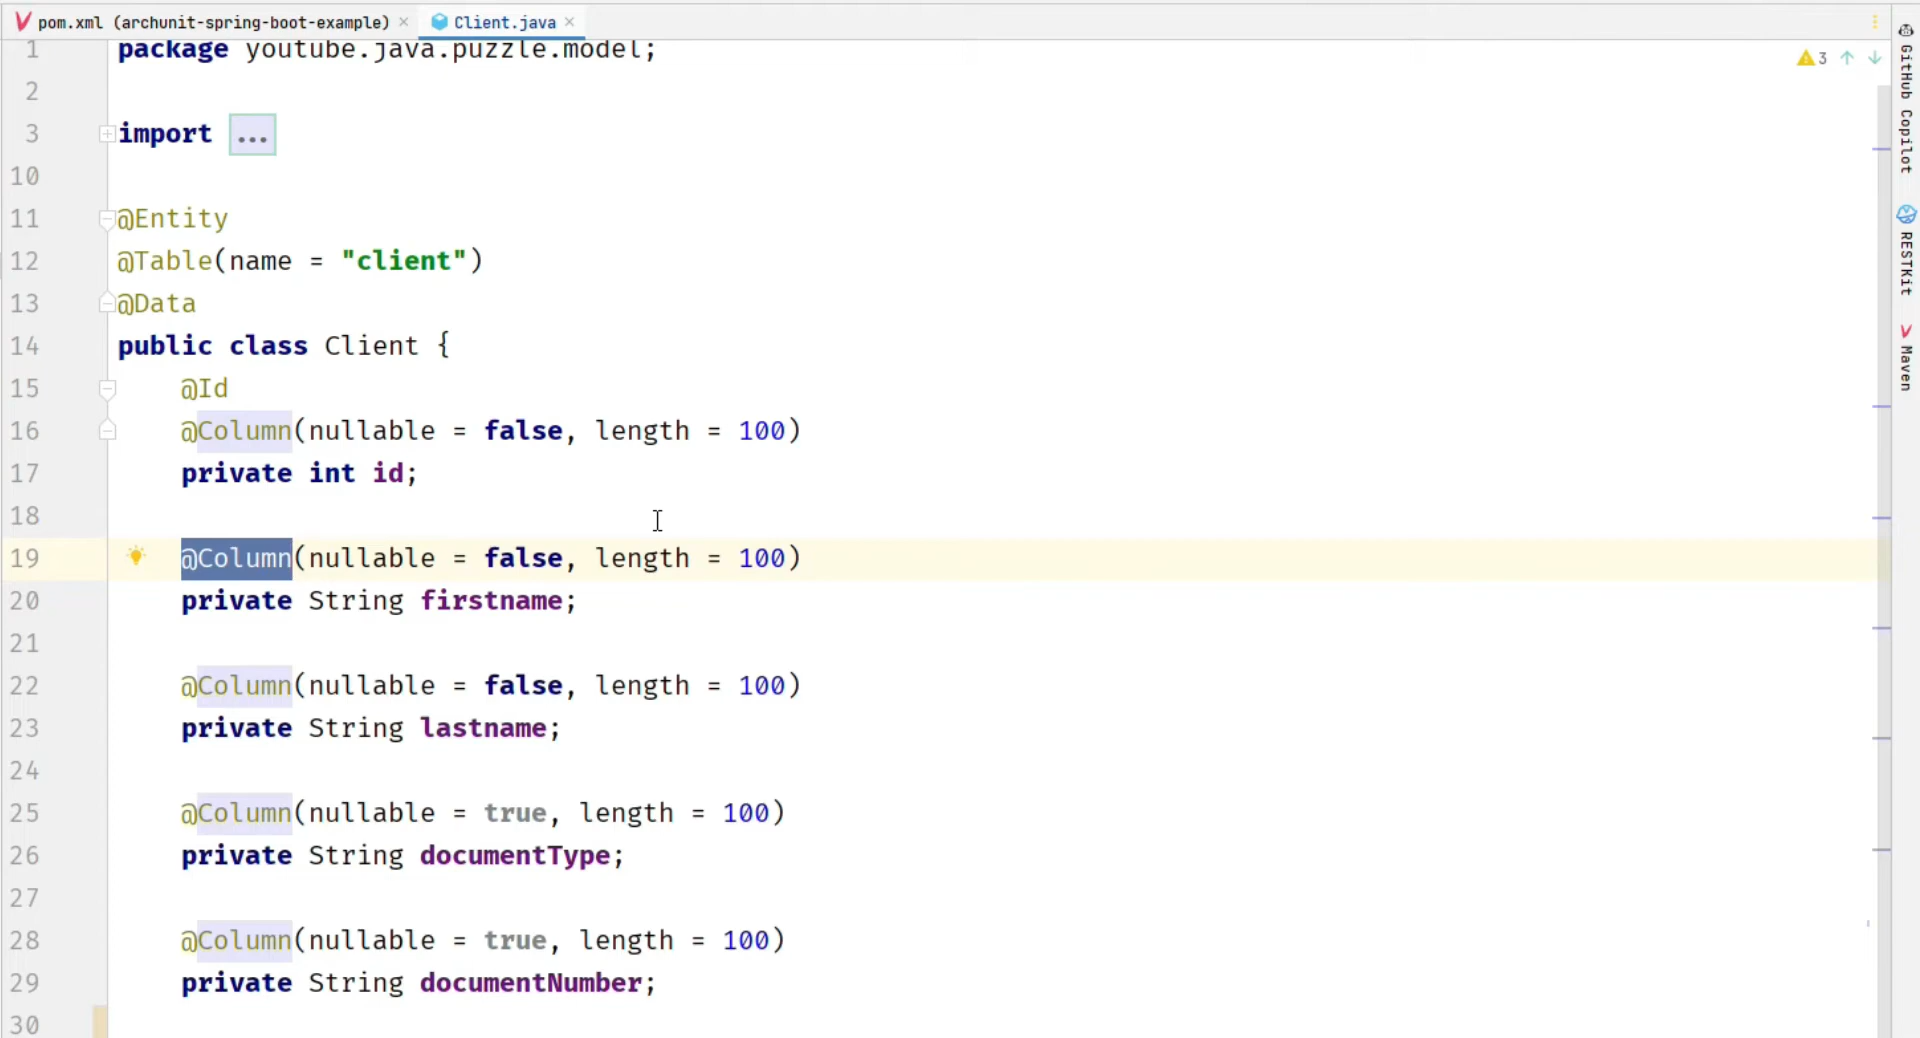 pom.xml (archunit-spring-boot-example)
Client.java
3
1 package youtube.java.puzzle.model;
2
3 import ...
10
11 @Entity
12 @Table(name = "client")
13 @Data
14 public class Client {
15 @Id
16 @Column(nullable = false, length = 100)
17 private int id;
18
19 @Column(nullable = false, length = 100)
20 private String firstname;
21
22 @Column(nullable = false, length = 100)
23 private String lastname;
24
25 @Column(nullable = true, length = 100)
26 private String documentType;
27
28 @Column(nullable = true, length = 100)
29 private String documentNumber;
30
GitHub Copilot
RESTKit
Maven